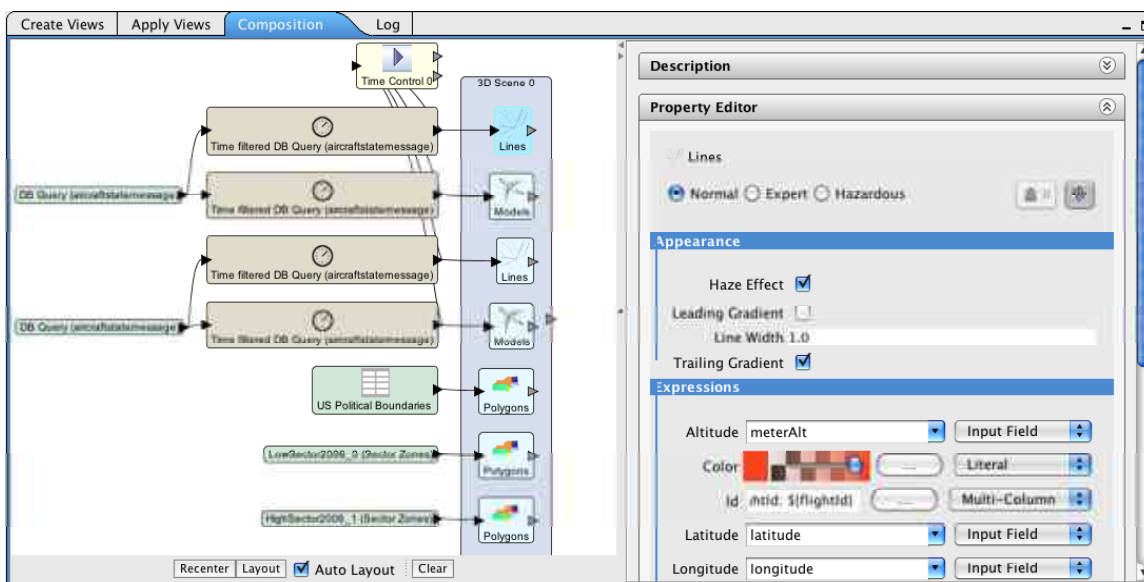 Create Views Apply Views Composition Log
Time Control 0
3D Scene 0
Time filtered DB Query (aircraftstatemessage)
Lines
DB Query (aircraftstatemessage
Time filtered DB Query (aircraftstatemessage)
Models
Time filtered DB Query (aircraftstatemessage)
Lines
DB Query (aircraftstatemessage
Time filtered DB Query (aircraftstatemessage)
Models
US Political Boundaries
Polygons
LowSector2006_0 (Sector Zones)
Polygons
HighSector2006_1 (Sector Zones)
Polygons
Recenter Layout Auto Layout Clear
Description
Property Editor
Lines
Normal Expert Hazardous
Appearance
Haze Effect
Leading Gradient
Line Width 1.0
Trailing Gradient
Expressions
Altitude meterAlt Input Field
Color ... Literal
Id htId: $(flightId) ... Multi-Column
Latitude latitude Input Field
Longitude longitude Input Field